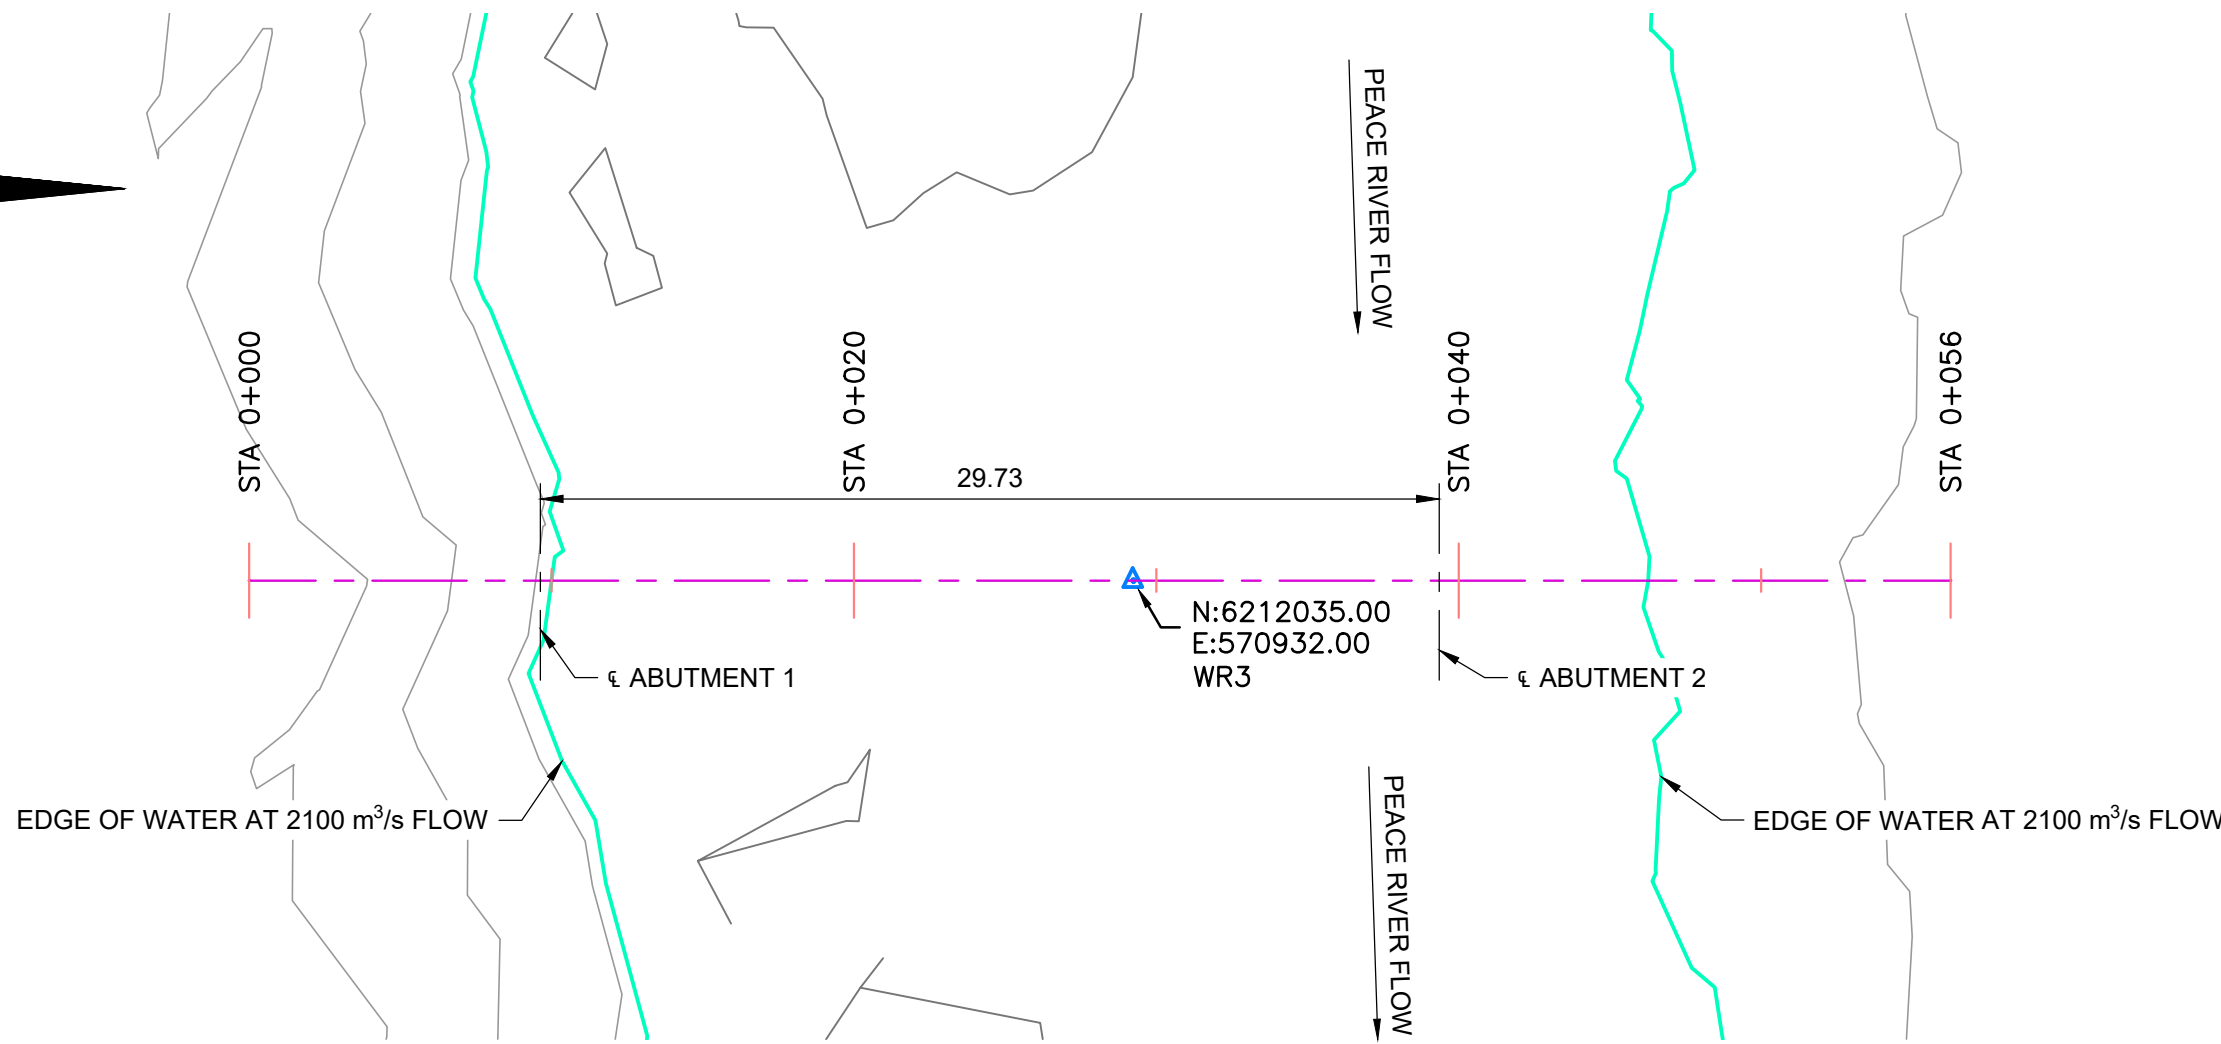 PEACE RIVER FLOW
STA 0+000
STA 0+020
STA 0+040
STA 0+056
29.73
N:6212035.00
E:570932.00
WR3
℄ ABUTMENT 1
℄ ABUTMENT 2
EDGE OF WATER AT 2100 m³/s FLOW
EDGE OF WATER AT 2100 m³/s FLOW
PEACE RIVER FLOW